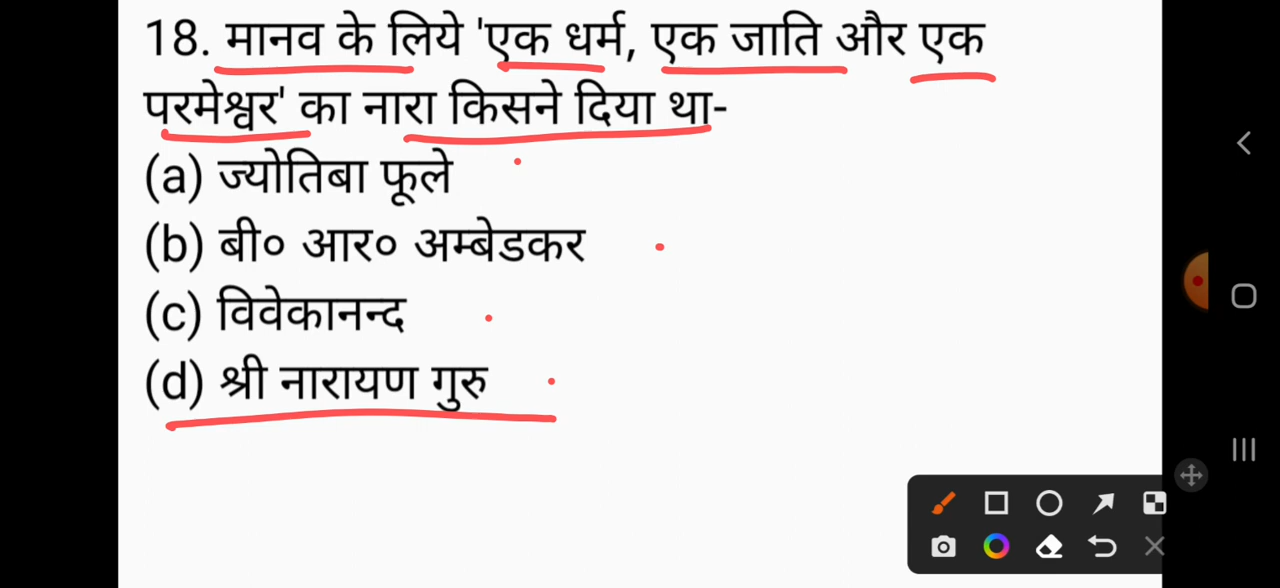 18. मानव के लिये 'एक धर्म, एक जाति और एक
परमेश्वर' का नारा किसने दिया था-
(a) ज्योतिबा फूले
(b) बी० आर० अम्बेडकर
(c) विवेकानन्द
(d) श्री नारायण गुरु